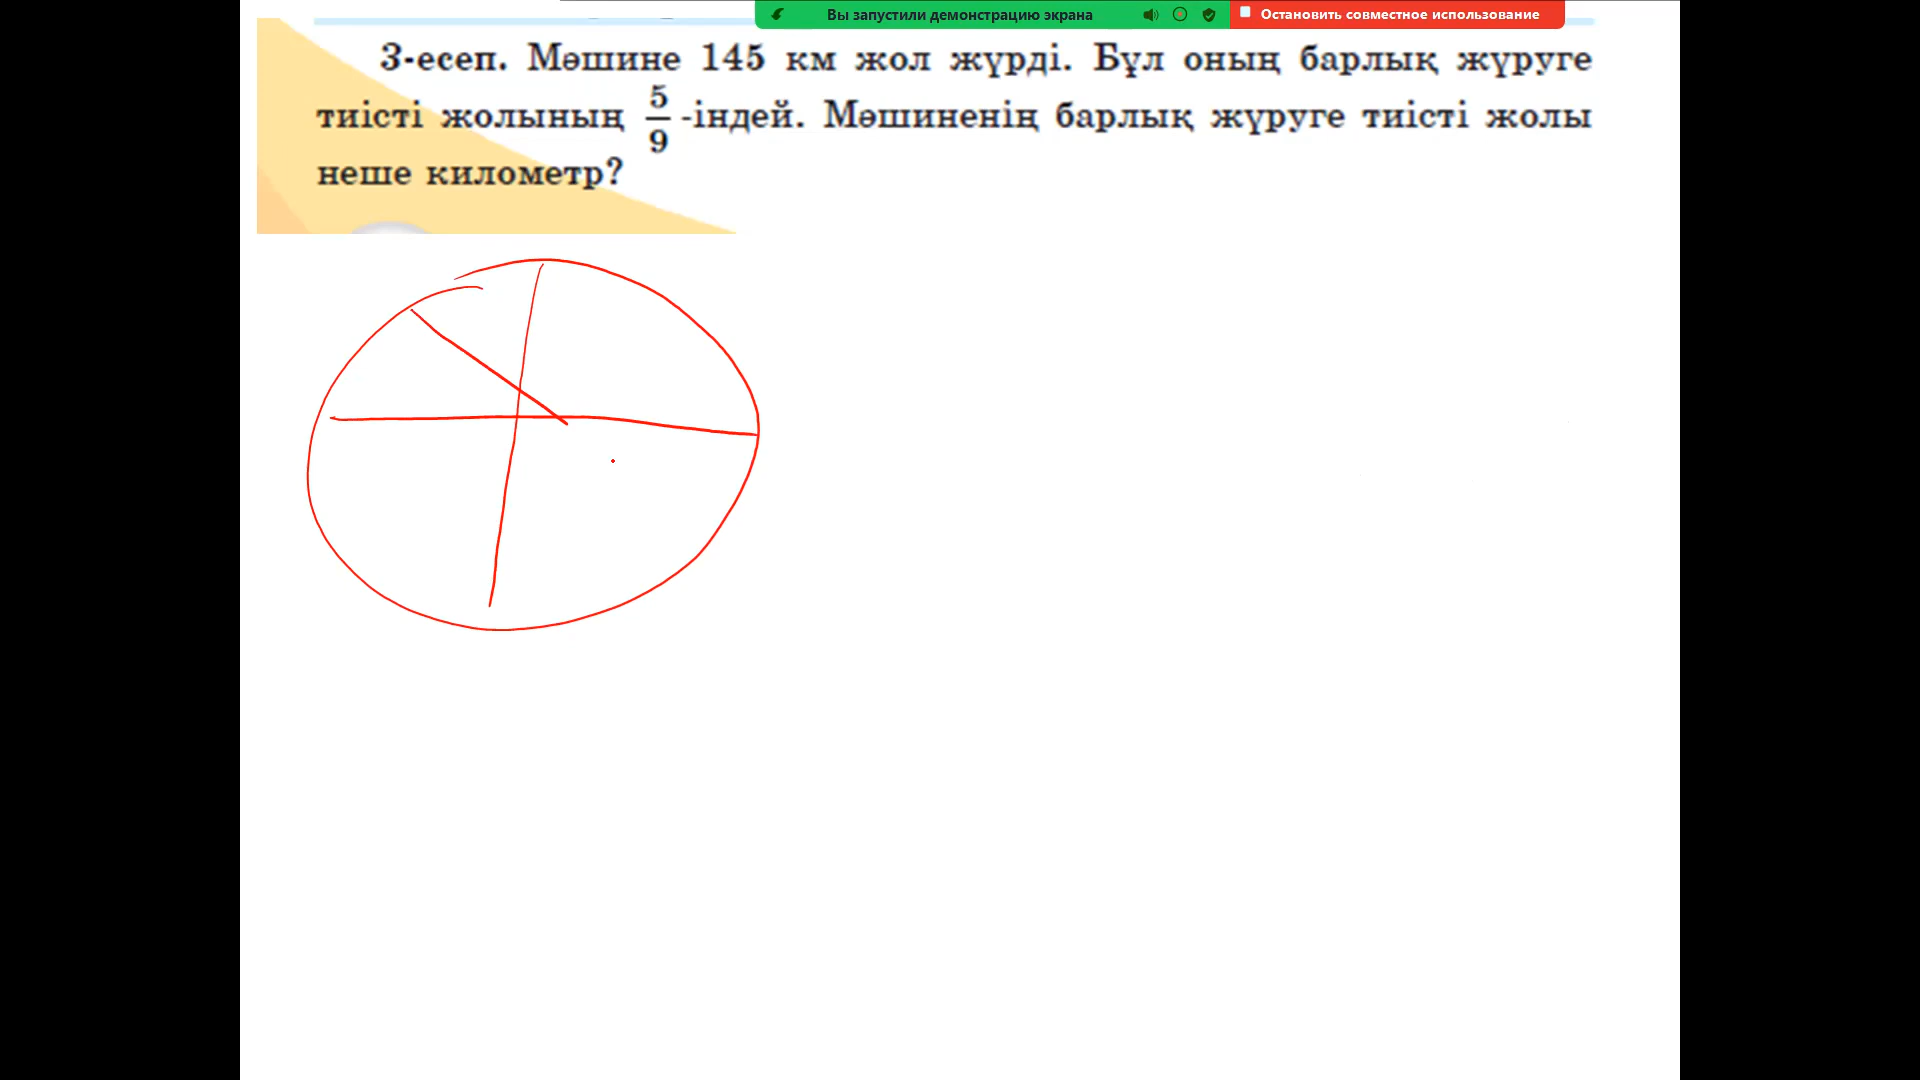 Вы запустили демонстрацию экрана
Остановить совместное использование
3-есеп. Мәшине 145 км жол жүрді. Бұл оның барлық жүруге
тиісті жолының 5/9 -індей. Мәшиненің барлық жүруге тиісті жолы
неше километр?